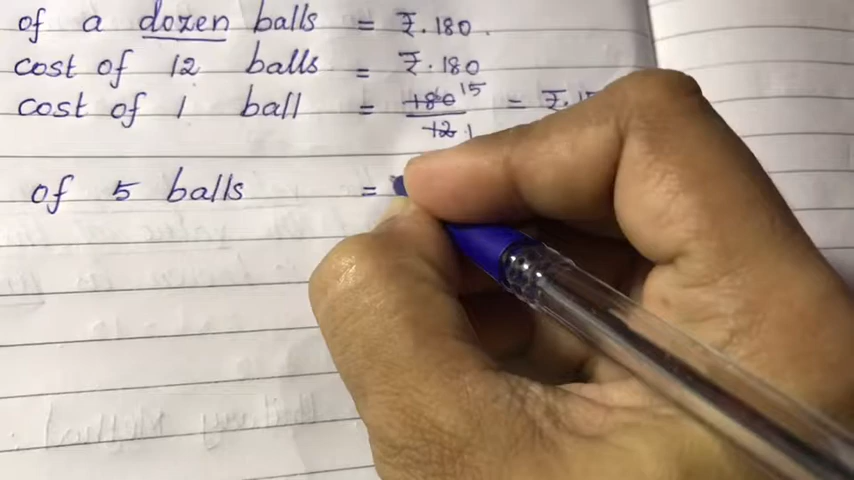 of a dozen balls = ₹.180.
cost of 12 balls = ₹.180
cost of 1 ball = 180 15 / 12 1 = ₹.15
of 5 balls =